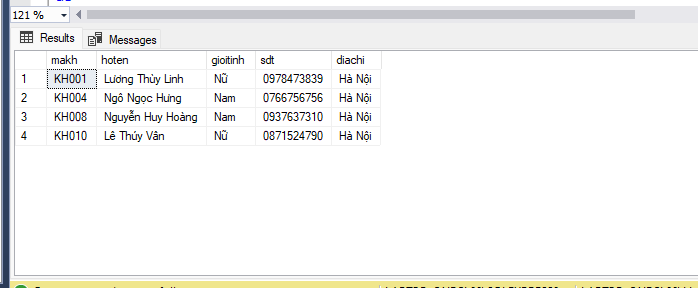 121 %
Results Messages
makh hoten gioitinh sdt diachi
1 KH001 Lương Thùy Linh Nữ 0978473839 Hà Nội
2 KH004 Ngô Ngọc Hưng Nam 0766756756 Hà Nội
3 KH008 Nguyễn Huy Hoàng Nam 0937637310 Hà Nội
4 KH010 Lê Thúy Vân Nữ 0871524790 Hà Nội